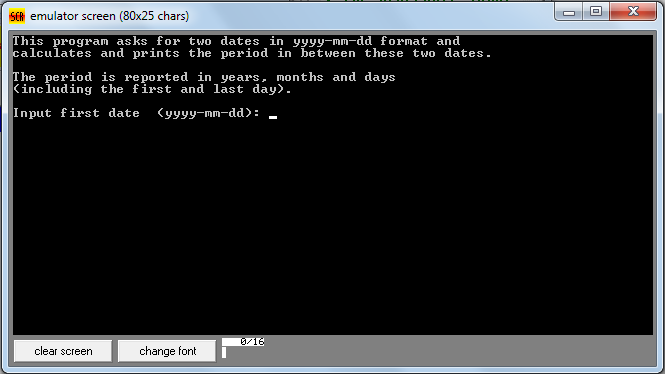 SCR emulator screen (80x25 chars)
This program asks for two dates in yyyy-mm-dd format and
calculates and prints the period in between these two dates.
The period is reported in years, months and days
(including the first and last day).
Input first date  (yyyy-mm-dd):
clear screen
change font
0/16